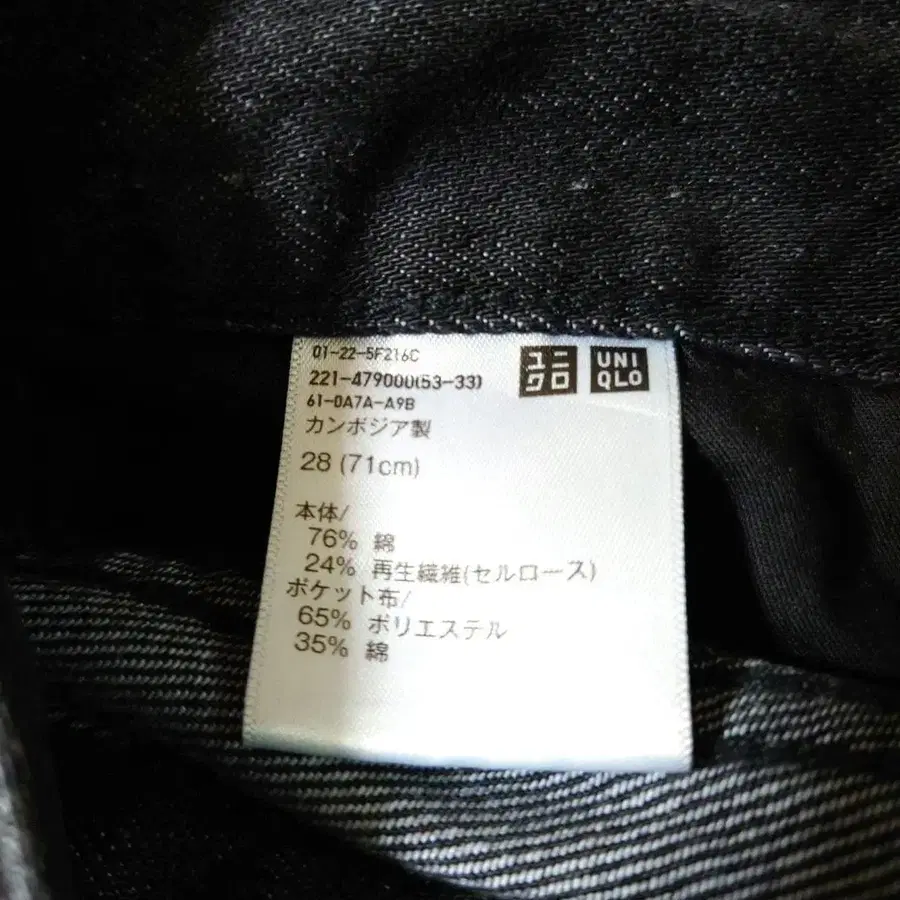 01-22-5F216C
221-479000(53-33)
61-0A7A-A9B
ユニ
クロ
UNI
QLO
カンボジア製
28 (71cm)
本体/
76% 綿
24% 再生繊維(セルロース)
ポケット布/
65% ポリエステル
35% 綿